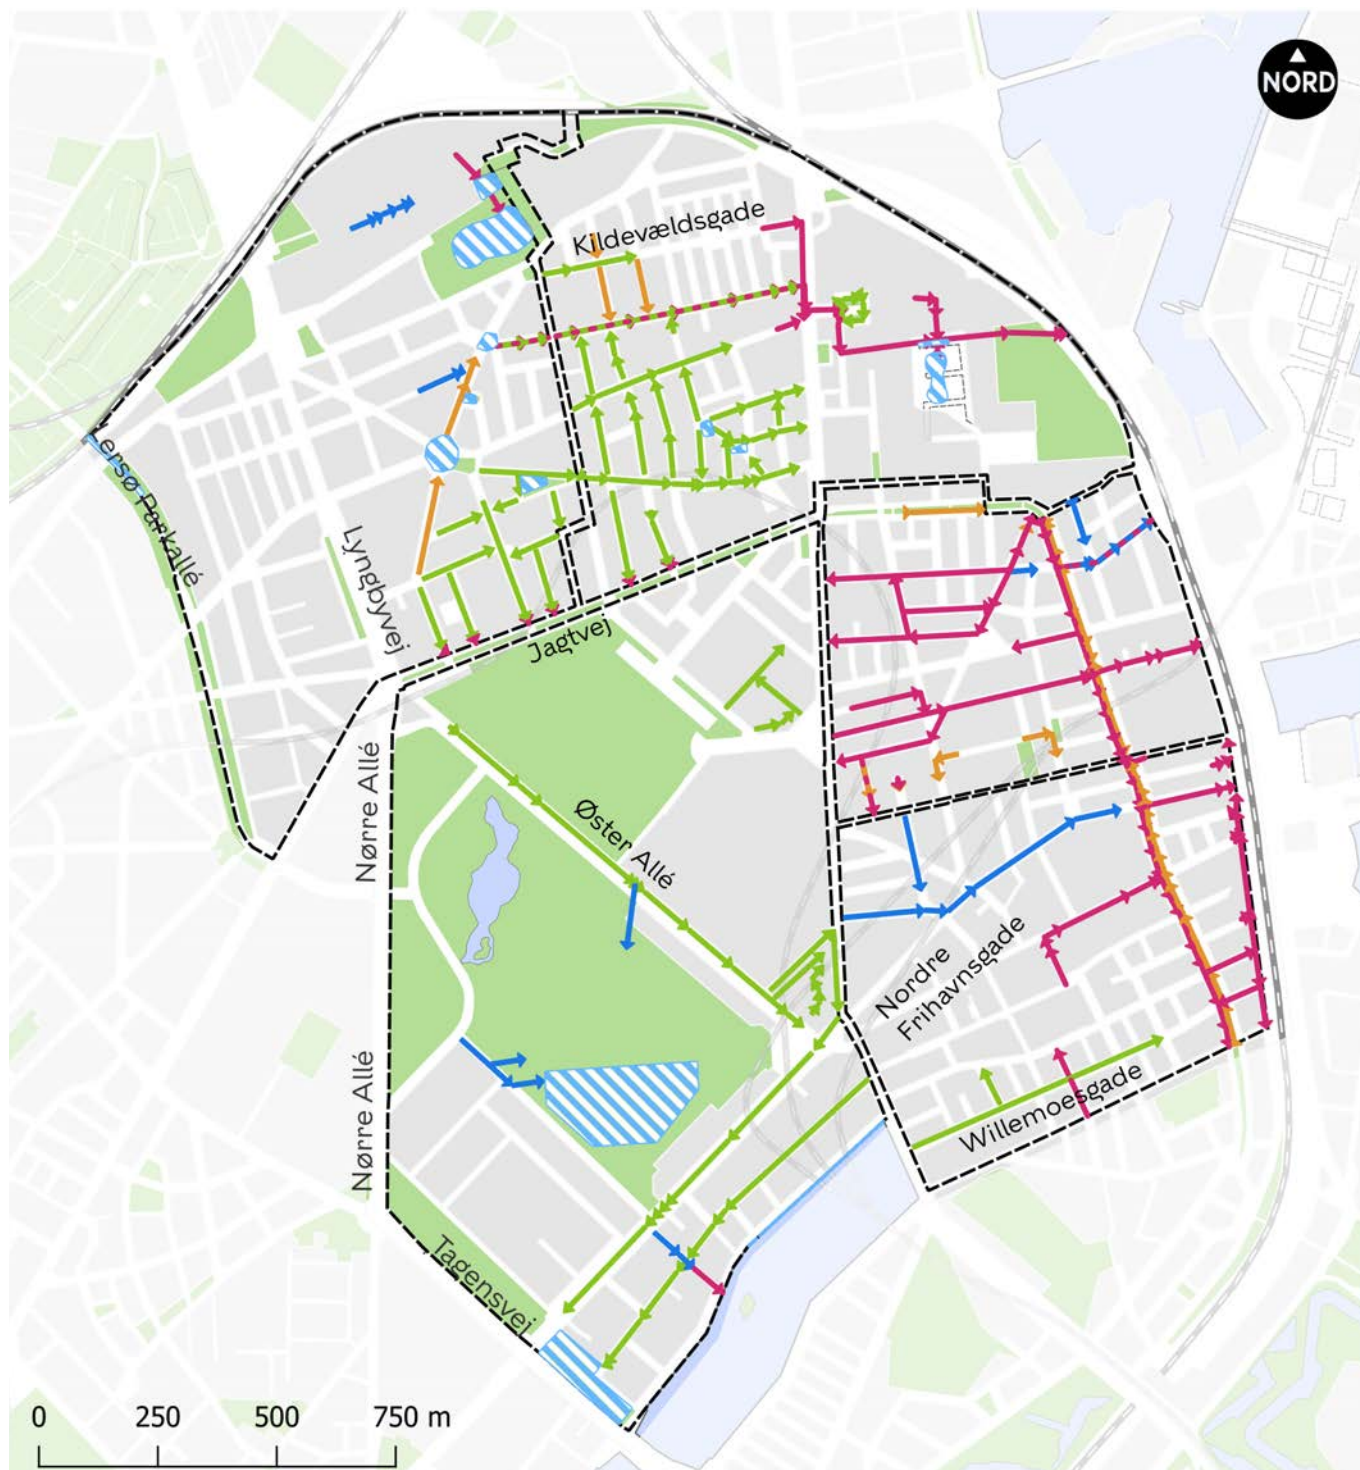 NORD
Kildevældsgade
Lersø Parkallé
Lyngbyvej
Jagtvej
Nørre Allé
Øster Allé
Nordre
Frihavnsgade
Nørre Allé
Willemoesgade
Tagensvej
0 250 500 750 m